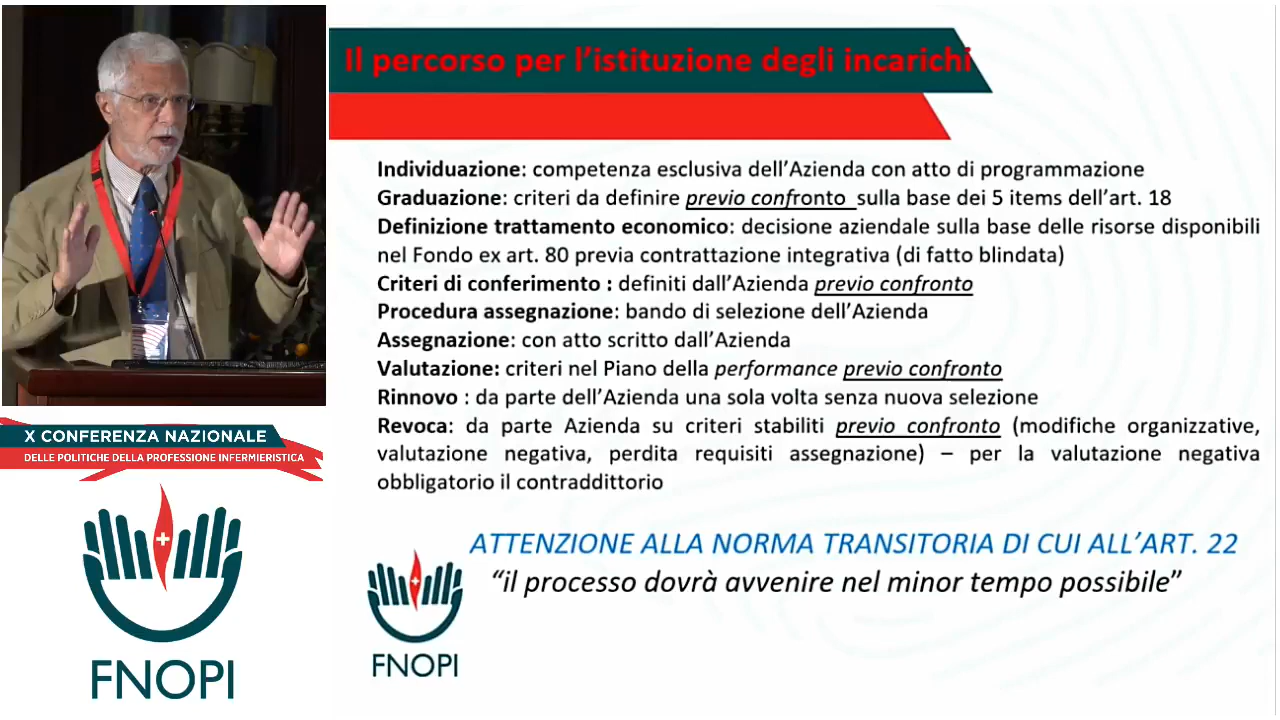 Il percorso per l'istituzione degli incarichi
Individuazione: competenza esclusiva dell'Azienda con atto di programmazione
Graduazione: criteri da definire previo confronto sulla base dei 5 items dell'art. 18
Definizione trattamento economico: decisione aziendale sulla base delle risorse disponibili
nel Fondo ex art. 80 previa contrattazione integrativa (di fatto blindata)
Criteri di conferimento : definiti dall'Azienda previo confronto
Procedura assegnazione: bando di selezione dell'Azienda
Assegnazione: con atto scritto dall'Azienda
Valutazione: criteri nel Piano della performance previo confronto
Rinnovo : da parte dell'Azienda una sola volta senza nuova selezione
Revoca: da parte Azienda su criteri stabiliti previo confronto (modifiche organizzative,
valutazione negativa, perdita requisiti assegnazione) – per la valutazione negativa
obbligatorio il contraddittorio
ATTENZIONE ALLA NORMA TRANSITORIA DI CUI ALL'ART. 22
"il processo dovrà avvenire nel minor tempo possibile"
FNOPI
X CONFERENZA NAZIONALE
DELLE POLITICHE DELLA PROFESSIONE INFERMIERISTICA
FNOPI